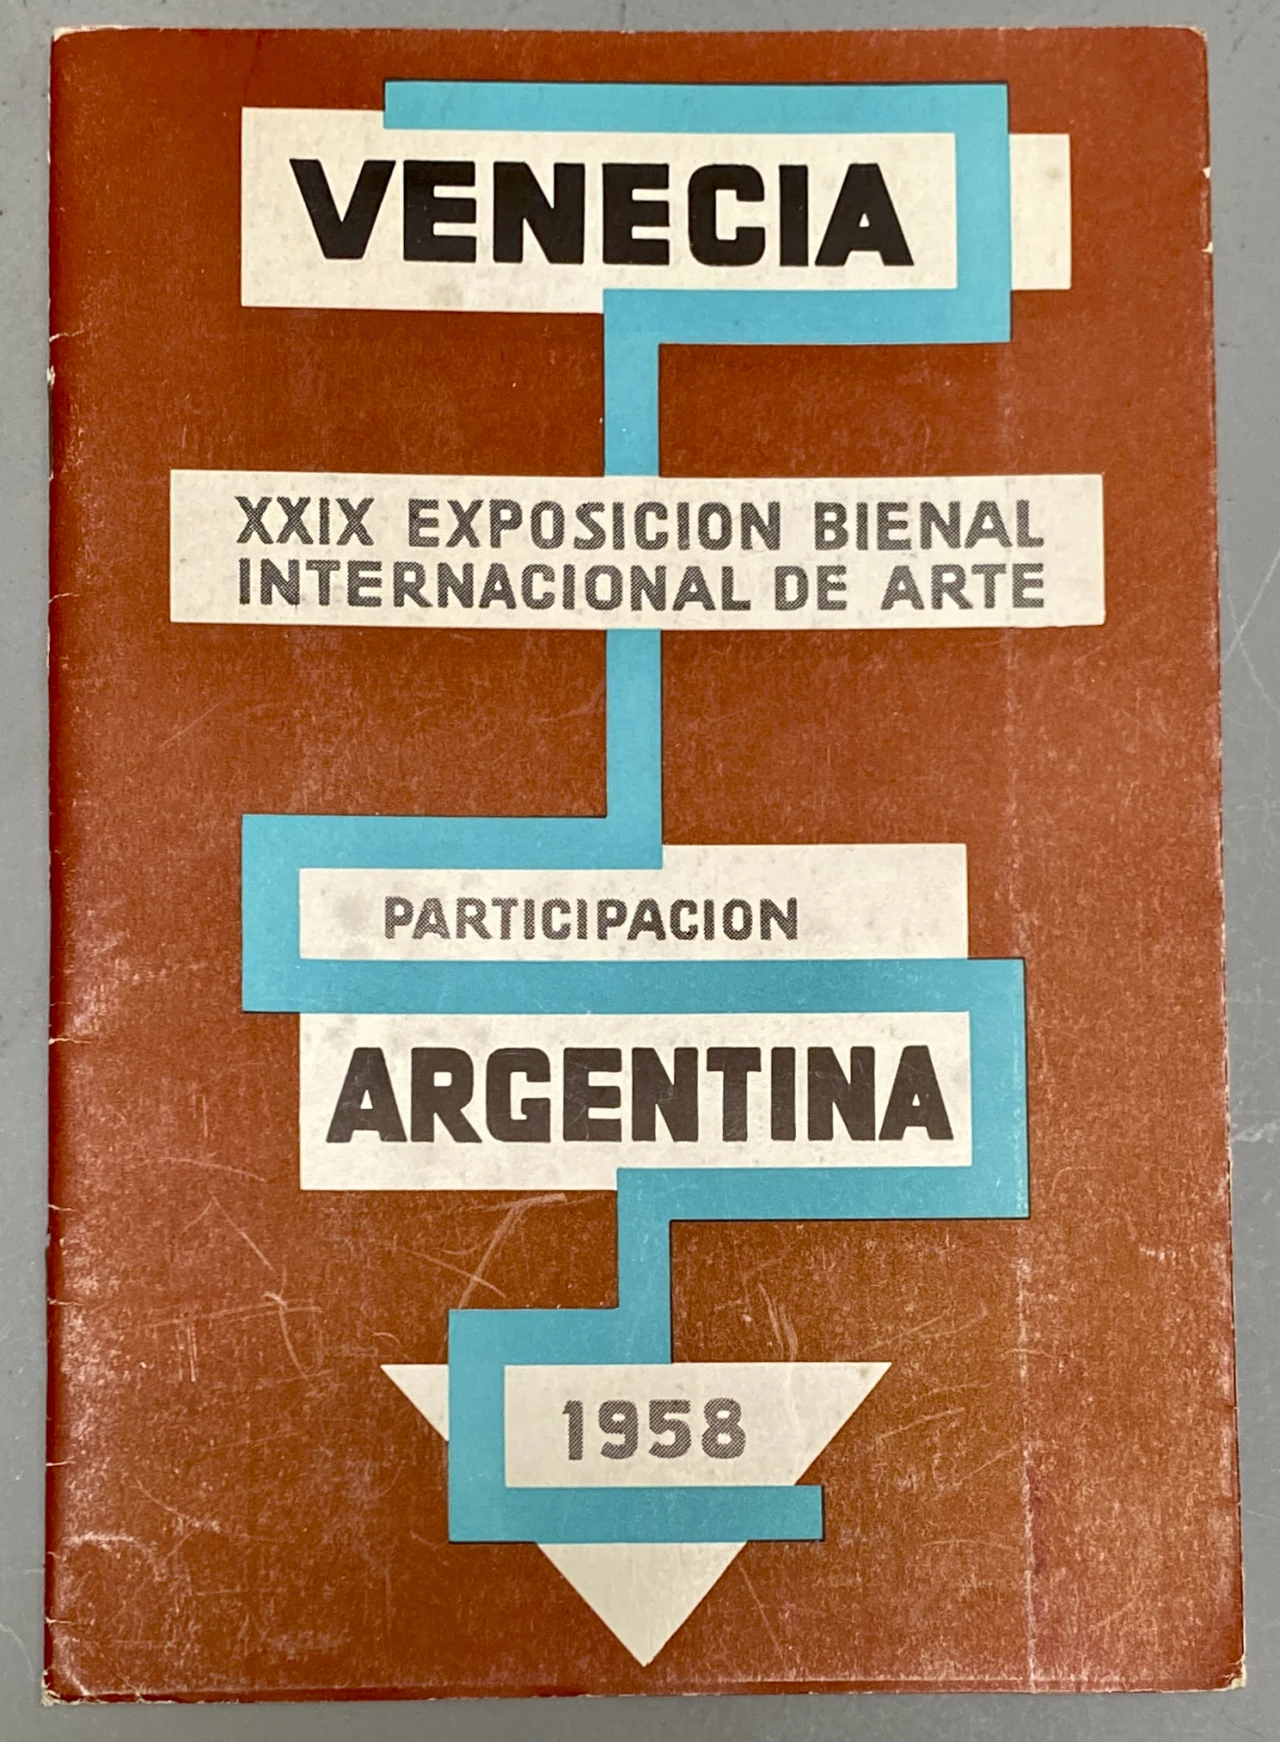 VENECIA
XXIX EXPOSICION BIENAL
INTERNACIONAL DE ARTE
PARTICIPACION
ARGENTINA
1958